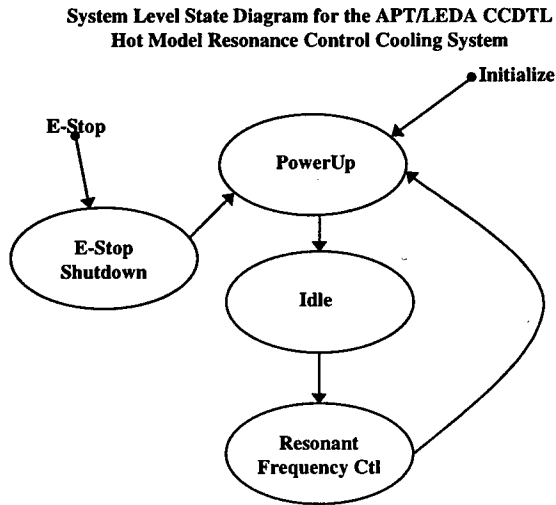 System Level State Diagram for the APT/LEDA CCDTL
Hot Model Resonance Control Cooling System
Initialize
E-Stop
PowerUp
E-Stop
Shutdown
Idle
Resonant
Frequency Ctl